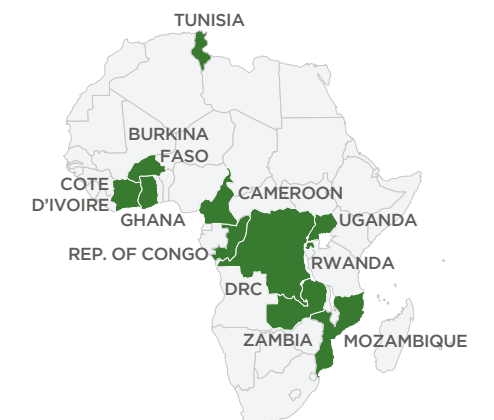 TUNISIA
BURKINA
FASO
COTE
D'IVOIRE
GHANA
CAMEROON
UGANDA
REP. OF CONGO
RWANDA
DRC
ZAMBIA
MOZAMBIQUE